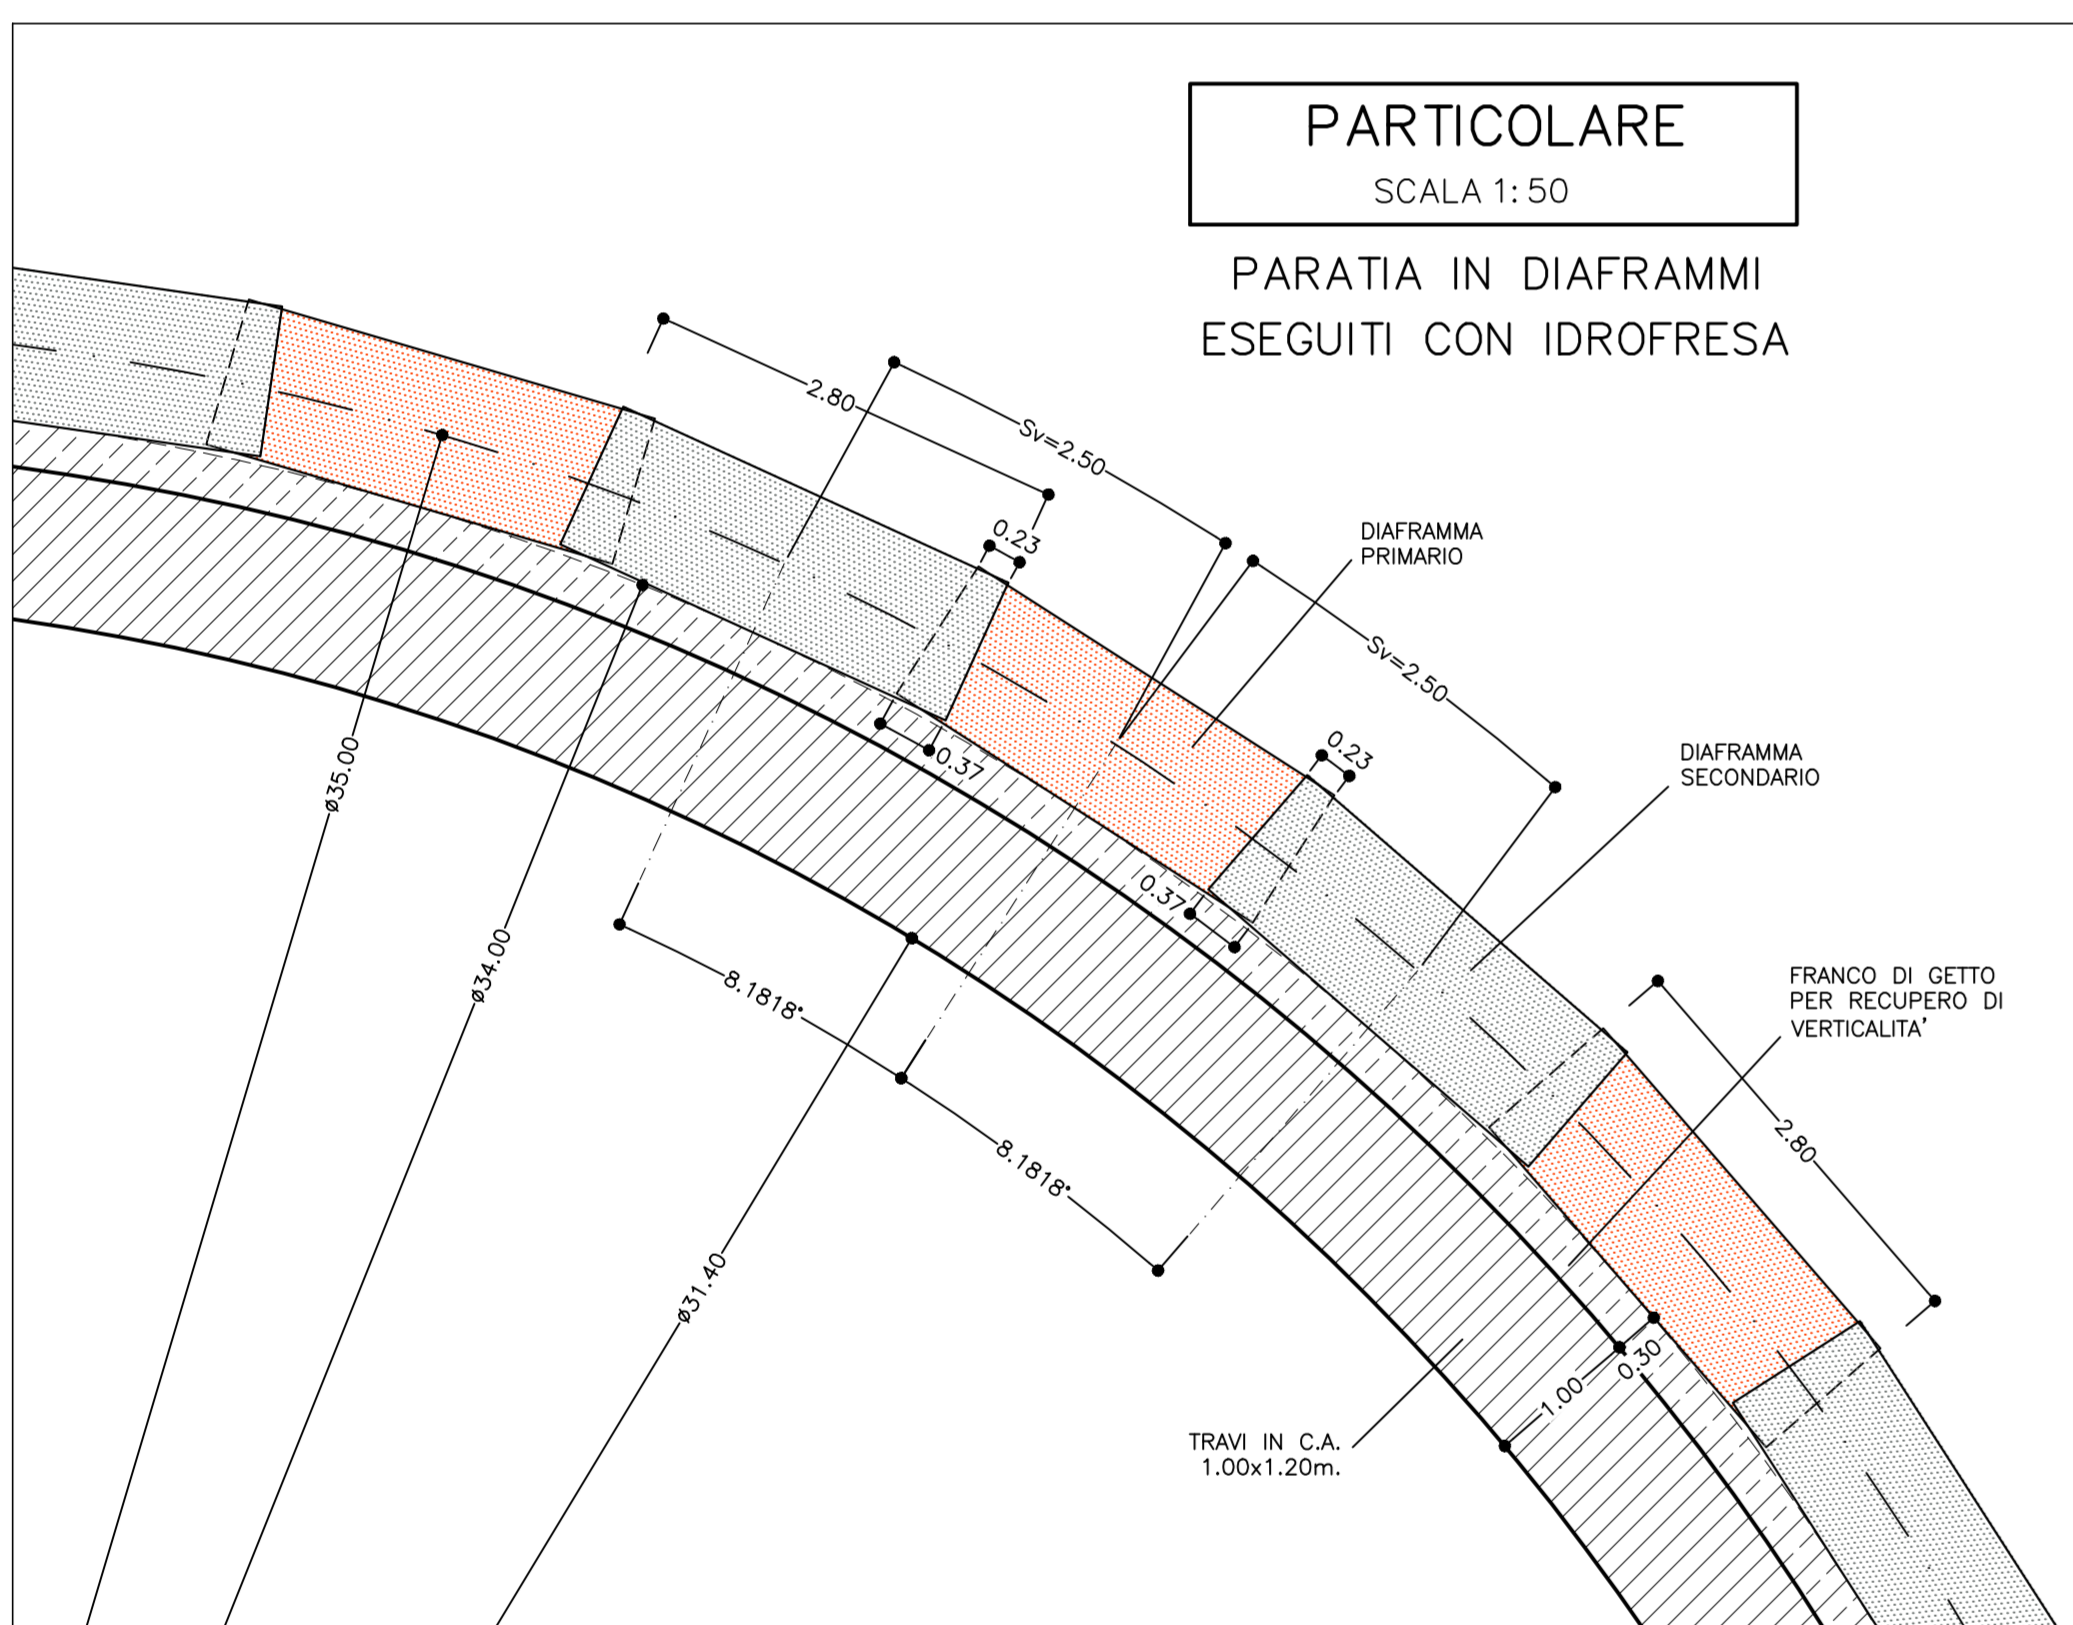 PARTICOLARE
SCALA 1:50
PARATIA IN DIAFRAMMI
ESEGUITI CON IDROFRESA
2.80
Sv=2.50
0.23
DIAFRAMMA
PRIMARIO
Sv=2.50
0.37
0.23
DIAFRAMMA
SECONDARIO
ø35.00
0.37
ø34.00
8.1818°
FRANCO DI GETTO
PER RECUPERO DI
VERTICALITA'
8.1818°
2.80
ø31.40
0.30
1.00
TRAVI IN C.A.
1.00x1.20m.